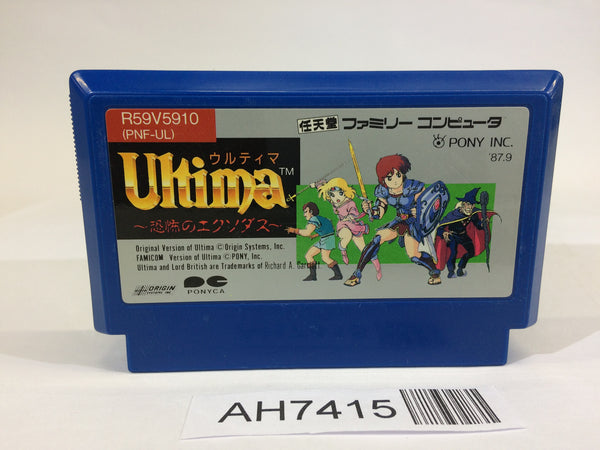 R59V5910
(PNF-UL)
任天堂 ファミリー コンピュータ
PONY INC.
'87.9
ウルティマ
Ultima TM
～恐怖のエクソダス～
Original Version of Ultima ©Origin Systems, Inc.
FAMICOM Version of Ultima ©PONY, Inc.
Ultima and Lord British are Trademarks of Richard A. Garriott.
ORIGIN
SYSTEMS INC.
PONYCA
AH7415